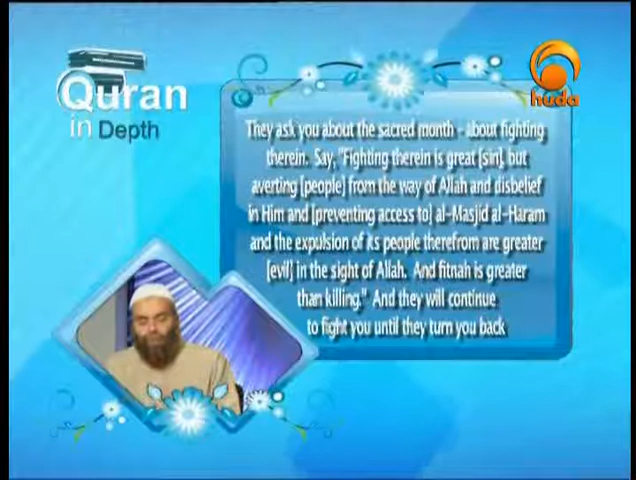 Quran
in Depth
huda
They ask you about the sacred month - about fighting
therein. Say, "Fighting therein is great [sin], but
averting [people] from the way of Allah and disbelief
in Him and [preventing access to] al-Masjid al-Haram
and the expulsion of its people therefrom are greater
[evil] in the sight of Allah. And fitnah is greater
than killing." And they will continue
to fight you until they turn you back